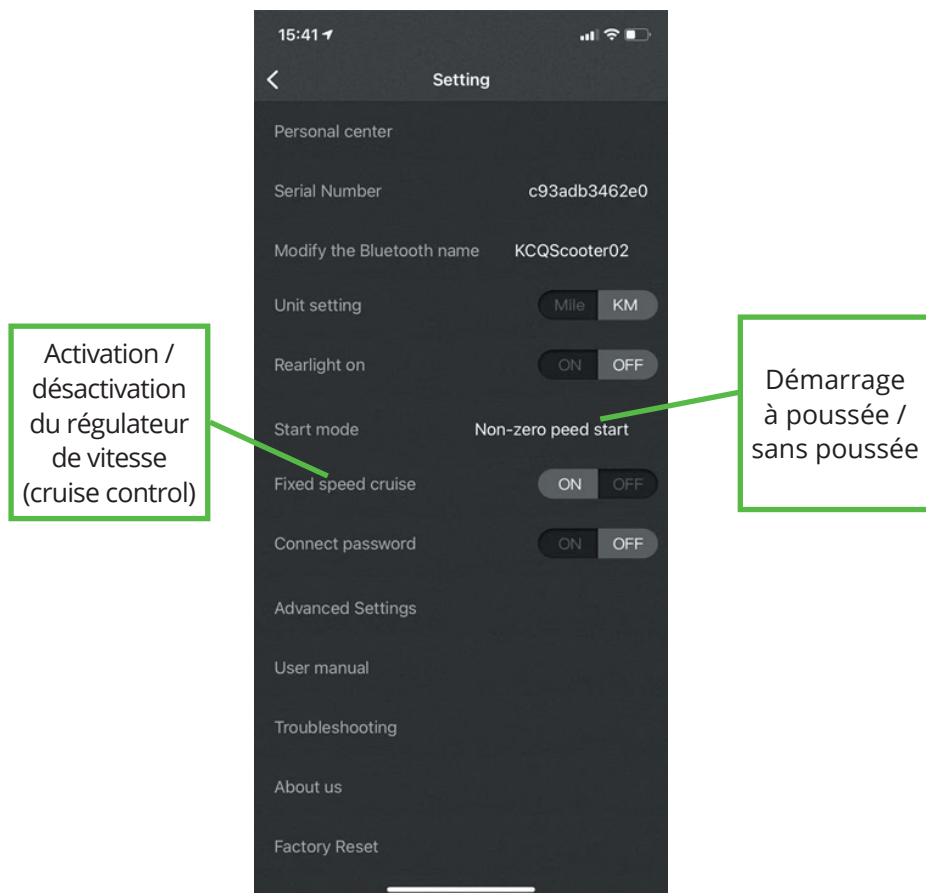 15:41
Setting
Personal center
Serial Number c93adb3462e0
Modify the Bluetooth name KCQScooter02
Unit setting Mile KM
Rearlight on ON OFF
Start mode Non-zero peed start
Fixed speed cruise ON OFF
Connect password ON OFF
Advanced Settings
User manual
Troubleshooting
About us
Factory Reset
Activation /
désactivation
du régulateur
de vitesse
(cruise control)
Démarrage
à poussée /
sans poussée